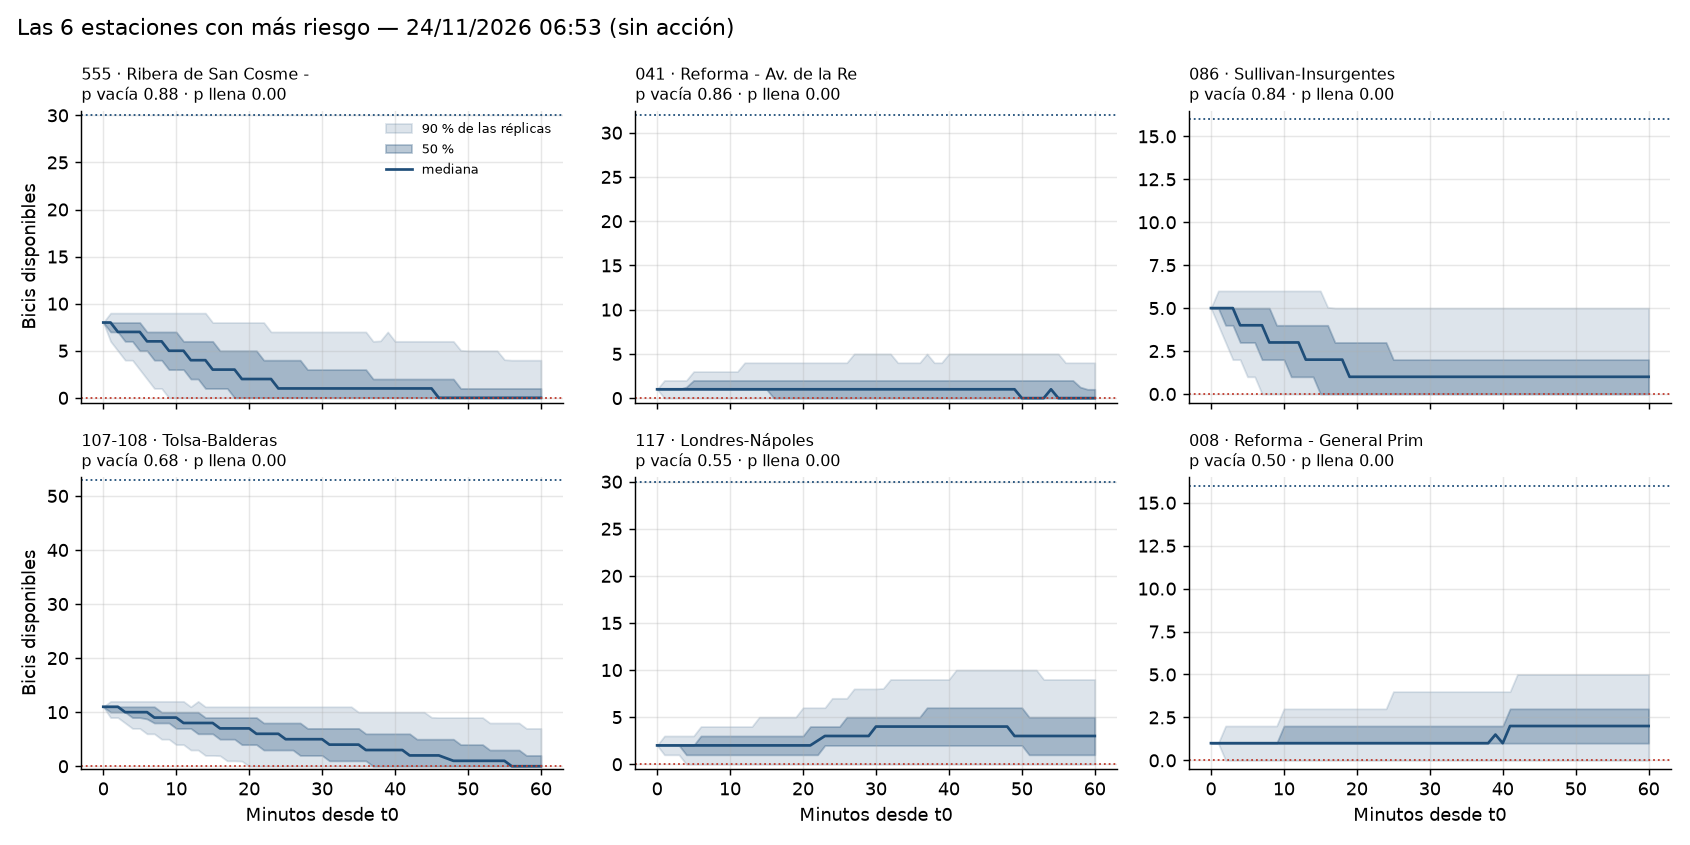 Las 6 estaciones con más riesgo — 24/11/2026 06:53 (sin acción)
555 · Ribera de San Cosme -
p vacía 0.88 · p llena 0.00
30
25
20
15
10
5
0
Bicis disponibles
90 % de las réplicas
50 %
mediana
041 · Reforma - Av. de la Re
p vacía 0.86 · p llena 0.00
30
25
20
15
10
5
0
086 · Sullivan-Insurgentes
p vacía 0.84 · p llena 0.00
15.0
12.5
10.0
7.5
5.0
2.5
0.0
107-108 · Tolsa-Balderas
p vacía 0.68 · p llena 0.00
50
40
30
20
10
0
Bicis disponibles
0 10 20 30 40 50 60
Minutos desde t0
117 · Londres-Nápoles
p vacía 0.55 · p llena 0.00
30
25
20
15
10
5
0
0 10 20 30 40 50 60
Minutos desde t0
008 · Reforma - General Prim
p vacía 0.50 · p llena 0.00
15.0
12.5
10.0
7.5
5.0
2.5
0.0
0 10 20 30 40 50 60
Minutos desde t0